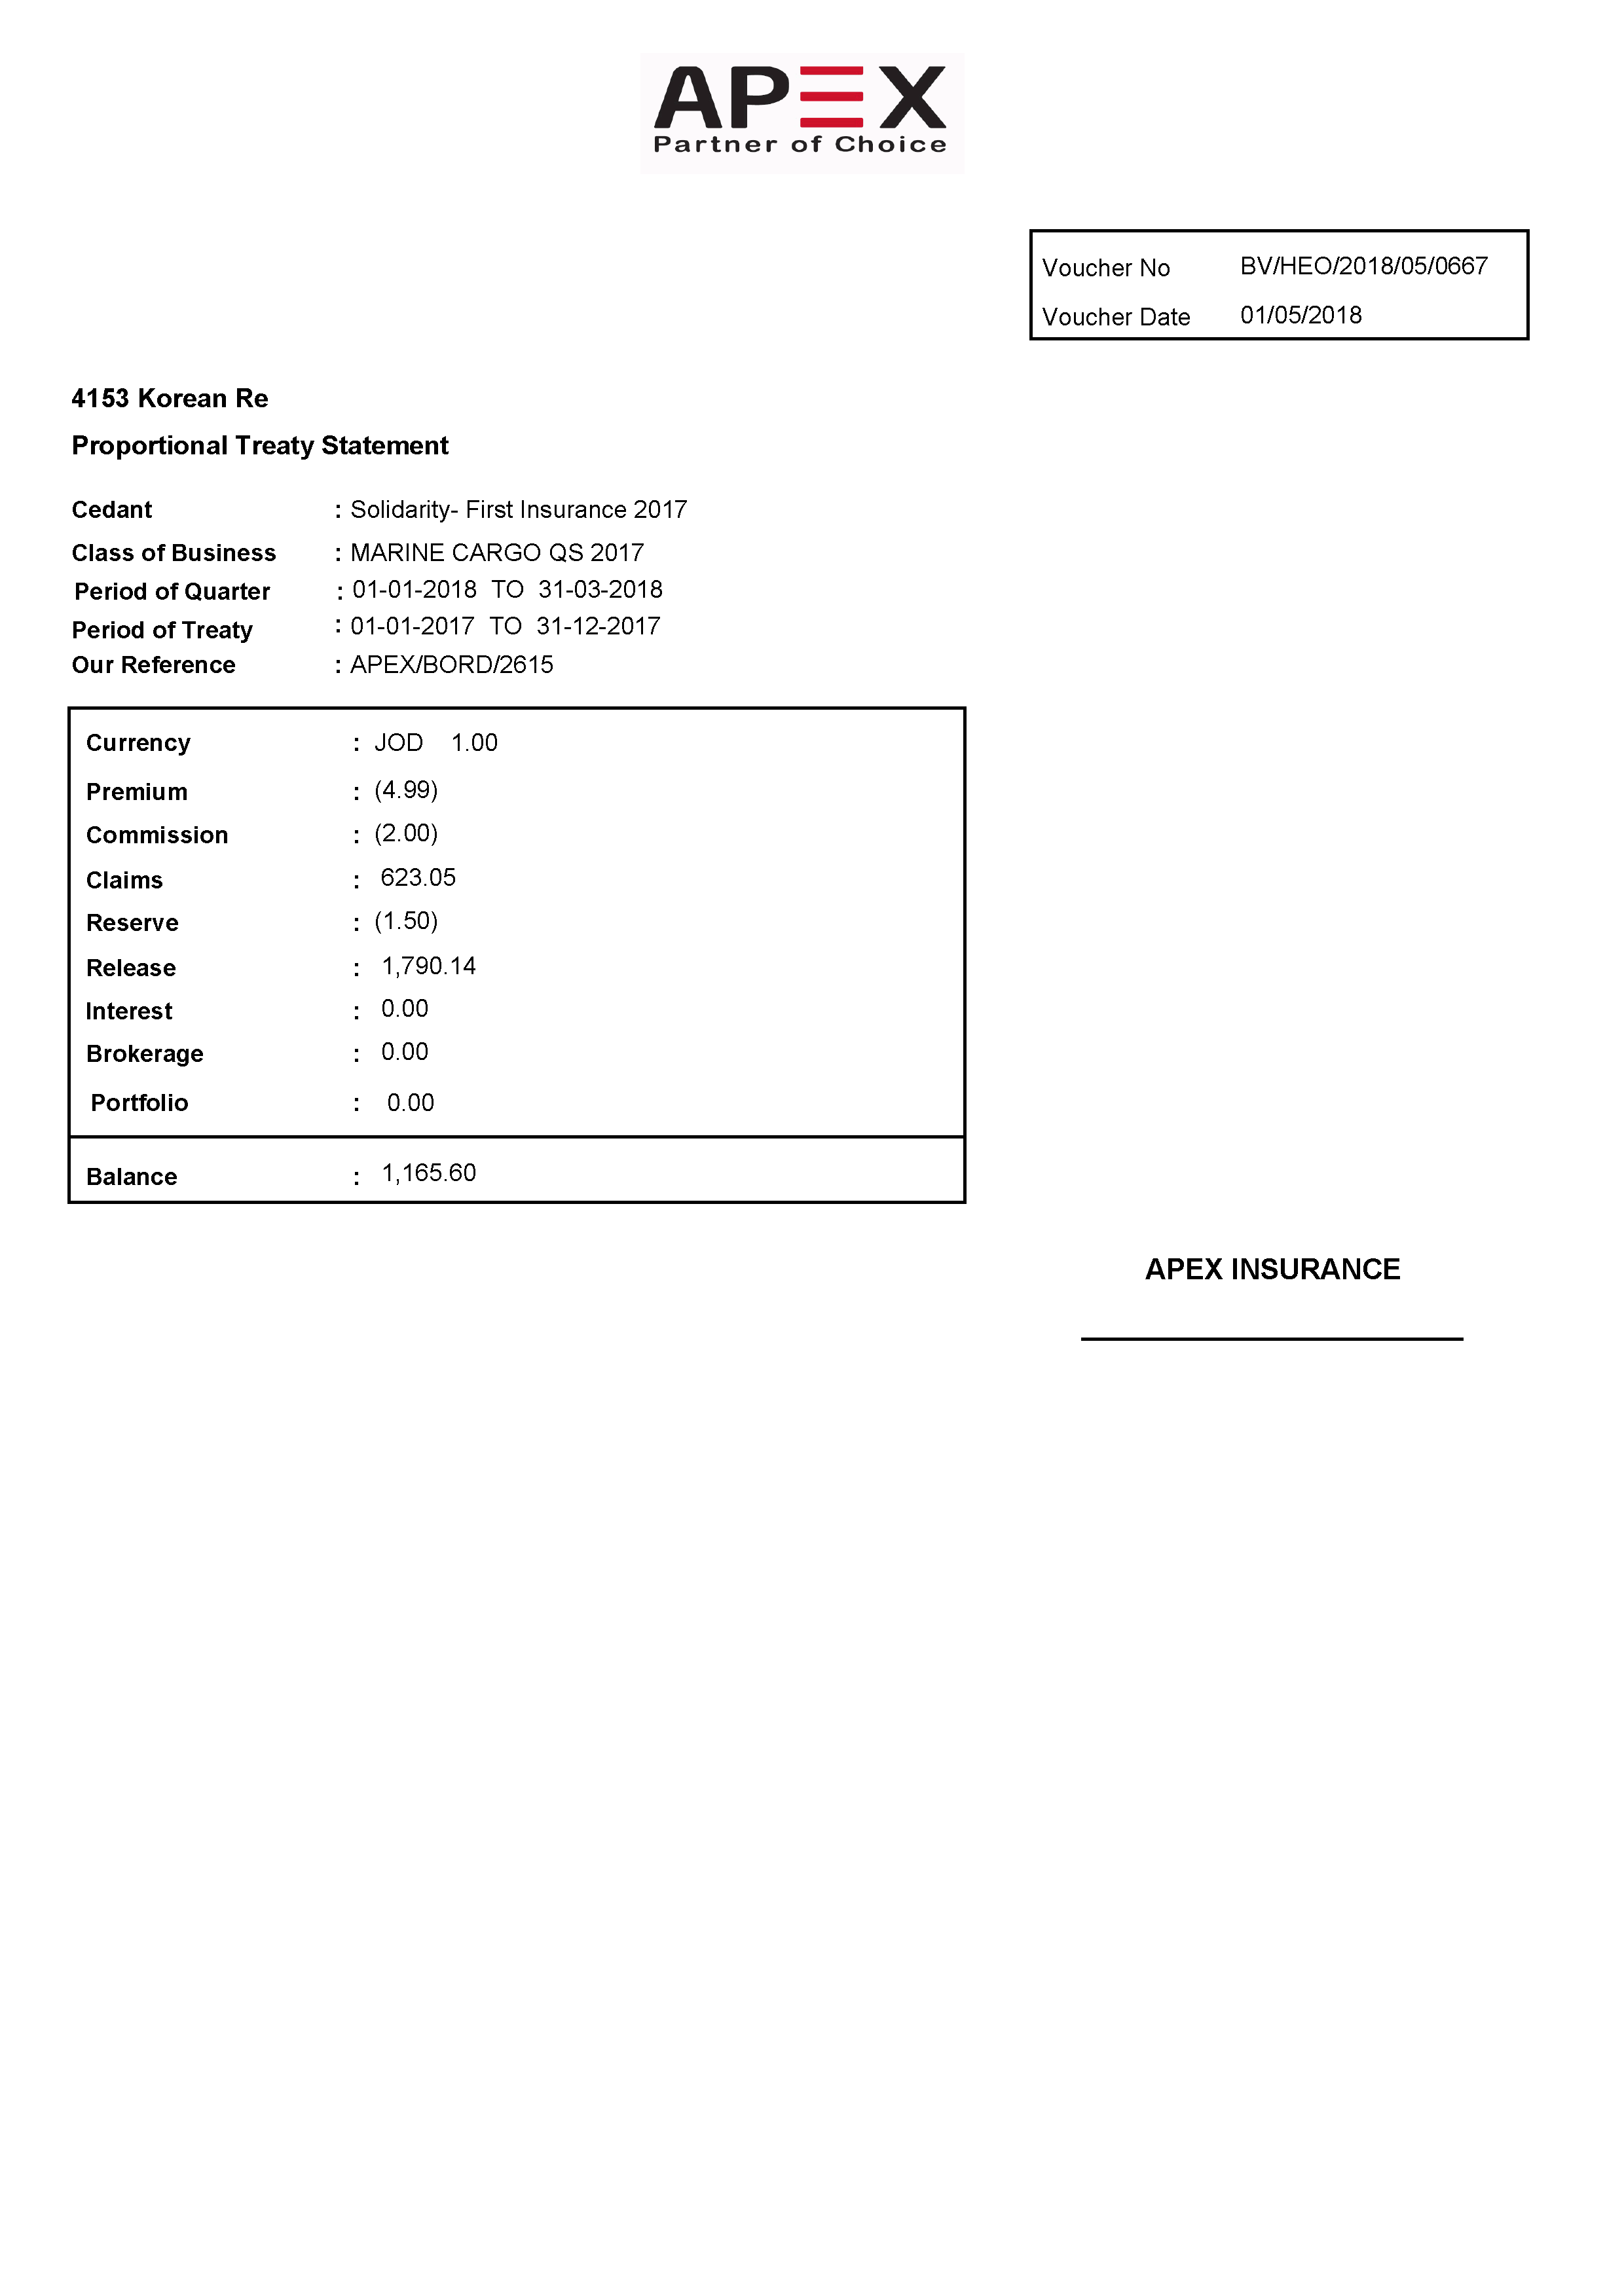 APEX
Partner of Choice
Voucher No BV/HEO/2018/05/0667
Voucher Date 01/05/2018
4153 Korean Re
Proportional Treaty Statement
Cedant : Solidarity- First Insurance 2017
Class of Business : MARINE CARGO QS 2017
Period of Quarter : 01-01-2018 TO 31-03-2018
Period of Treaty : 01-01-2017 TO 31-12-2017
Our Reference : APEX/BORD/2615
Currency : JOD 1.00
Premium : (4.99)
Commission : (2.00)
Claims : 623.05
Reserve : (1.50)
Release : 1,790.14
Interest : 0.00
Brokerage : 0.00
Portfolio : 0.00
Balance : 1,165.60
APEX INSURANCE